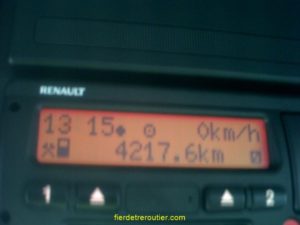 RENAULT
13 15 0km/h
4217.6km
1 2
fierdetreroutier.com